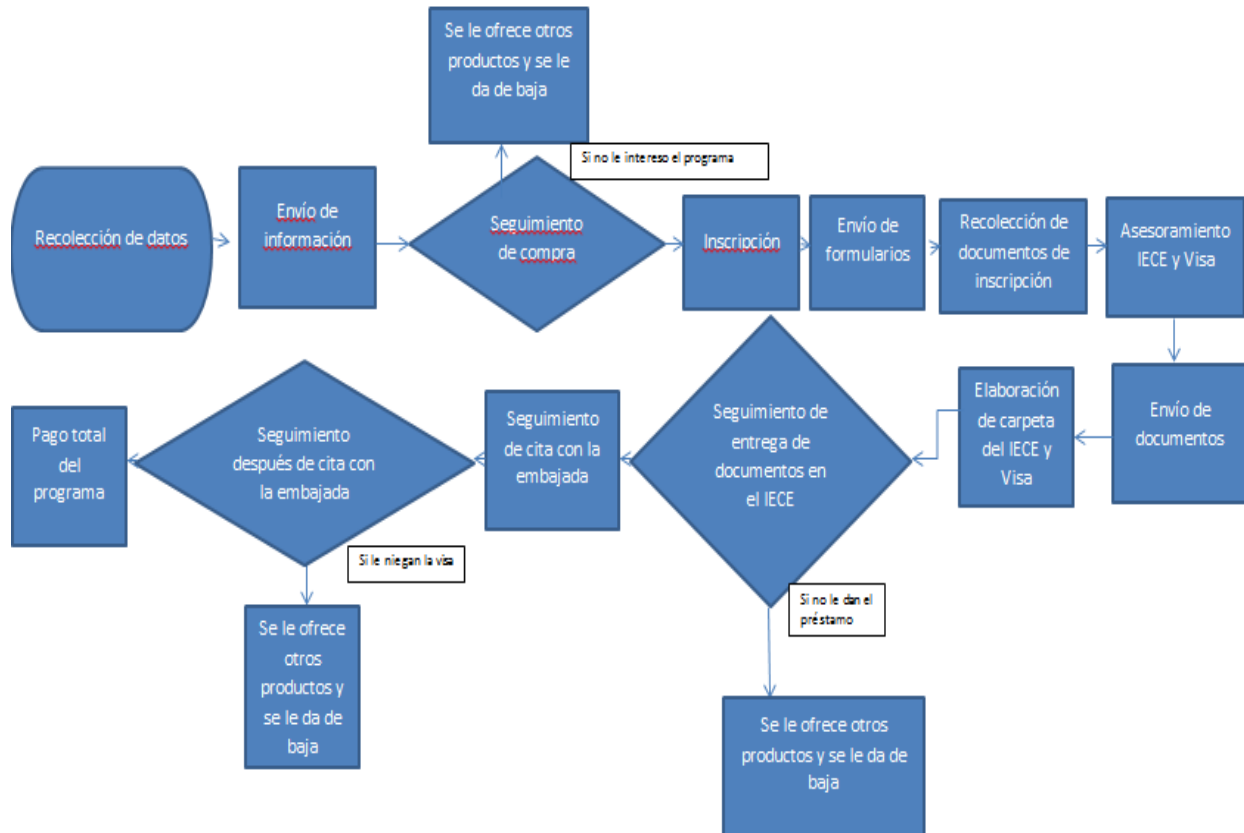 Se le ofrece otros
productos y se le
da de baja
Si no le intereso el programa
Recolección de datos
Envío de
información
Seguimiento
de compra
Inscripción
Envío de
formularios
Recolección de
documentos de
inscripción
Asesoramiento
IECE y Visa
Envío de
documentos
Elaboración
de carpeta
del IECE y
Visa
Seguimiento de
entrega de
documentos en
el IECE
Seguimiento
de cita con la
embajada
Seguimiento
después de cita con
la embajada
Pago total
del
programa
Si le niegan la visa
Se le ofrece
otros
productos y
se le da de
baja
Si no le dan el
préstamo
Se le ofrece otros
productos y se le da de
baja